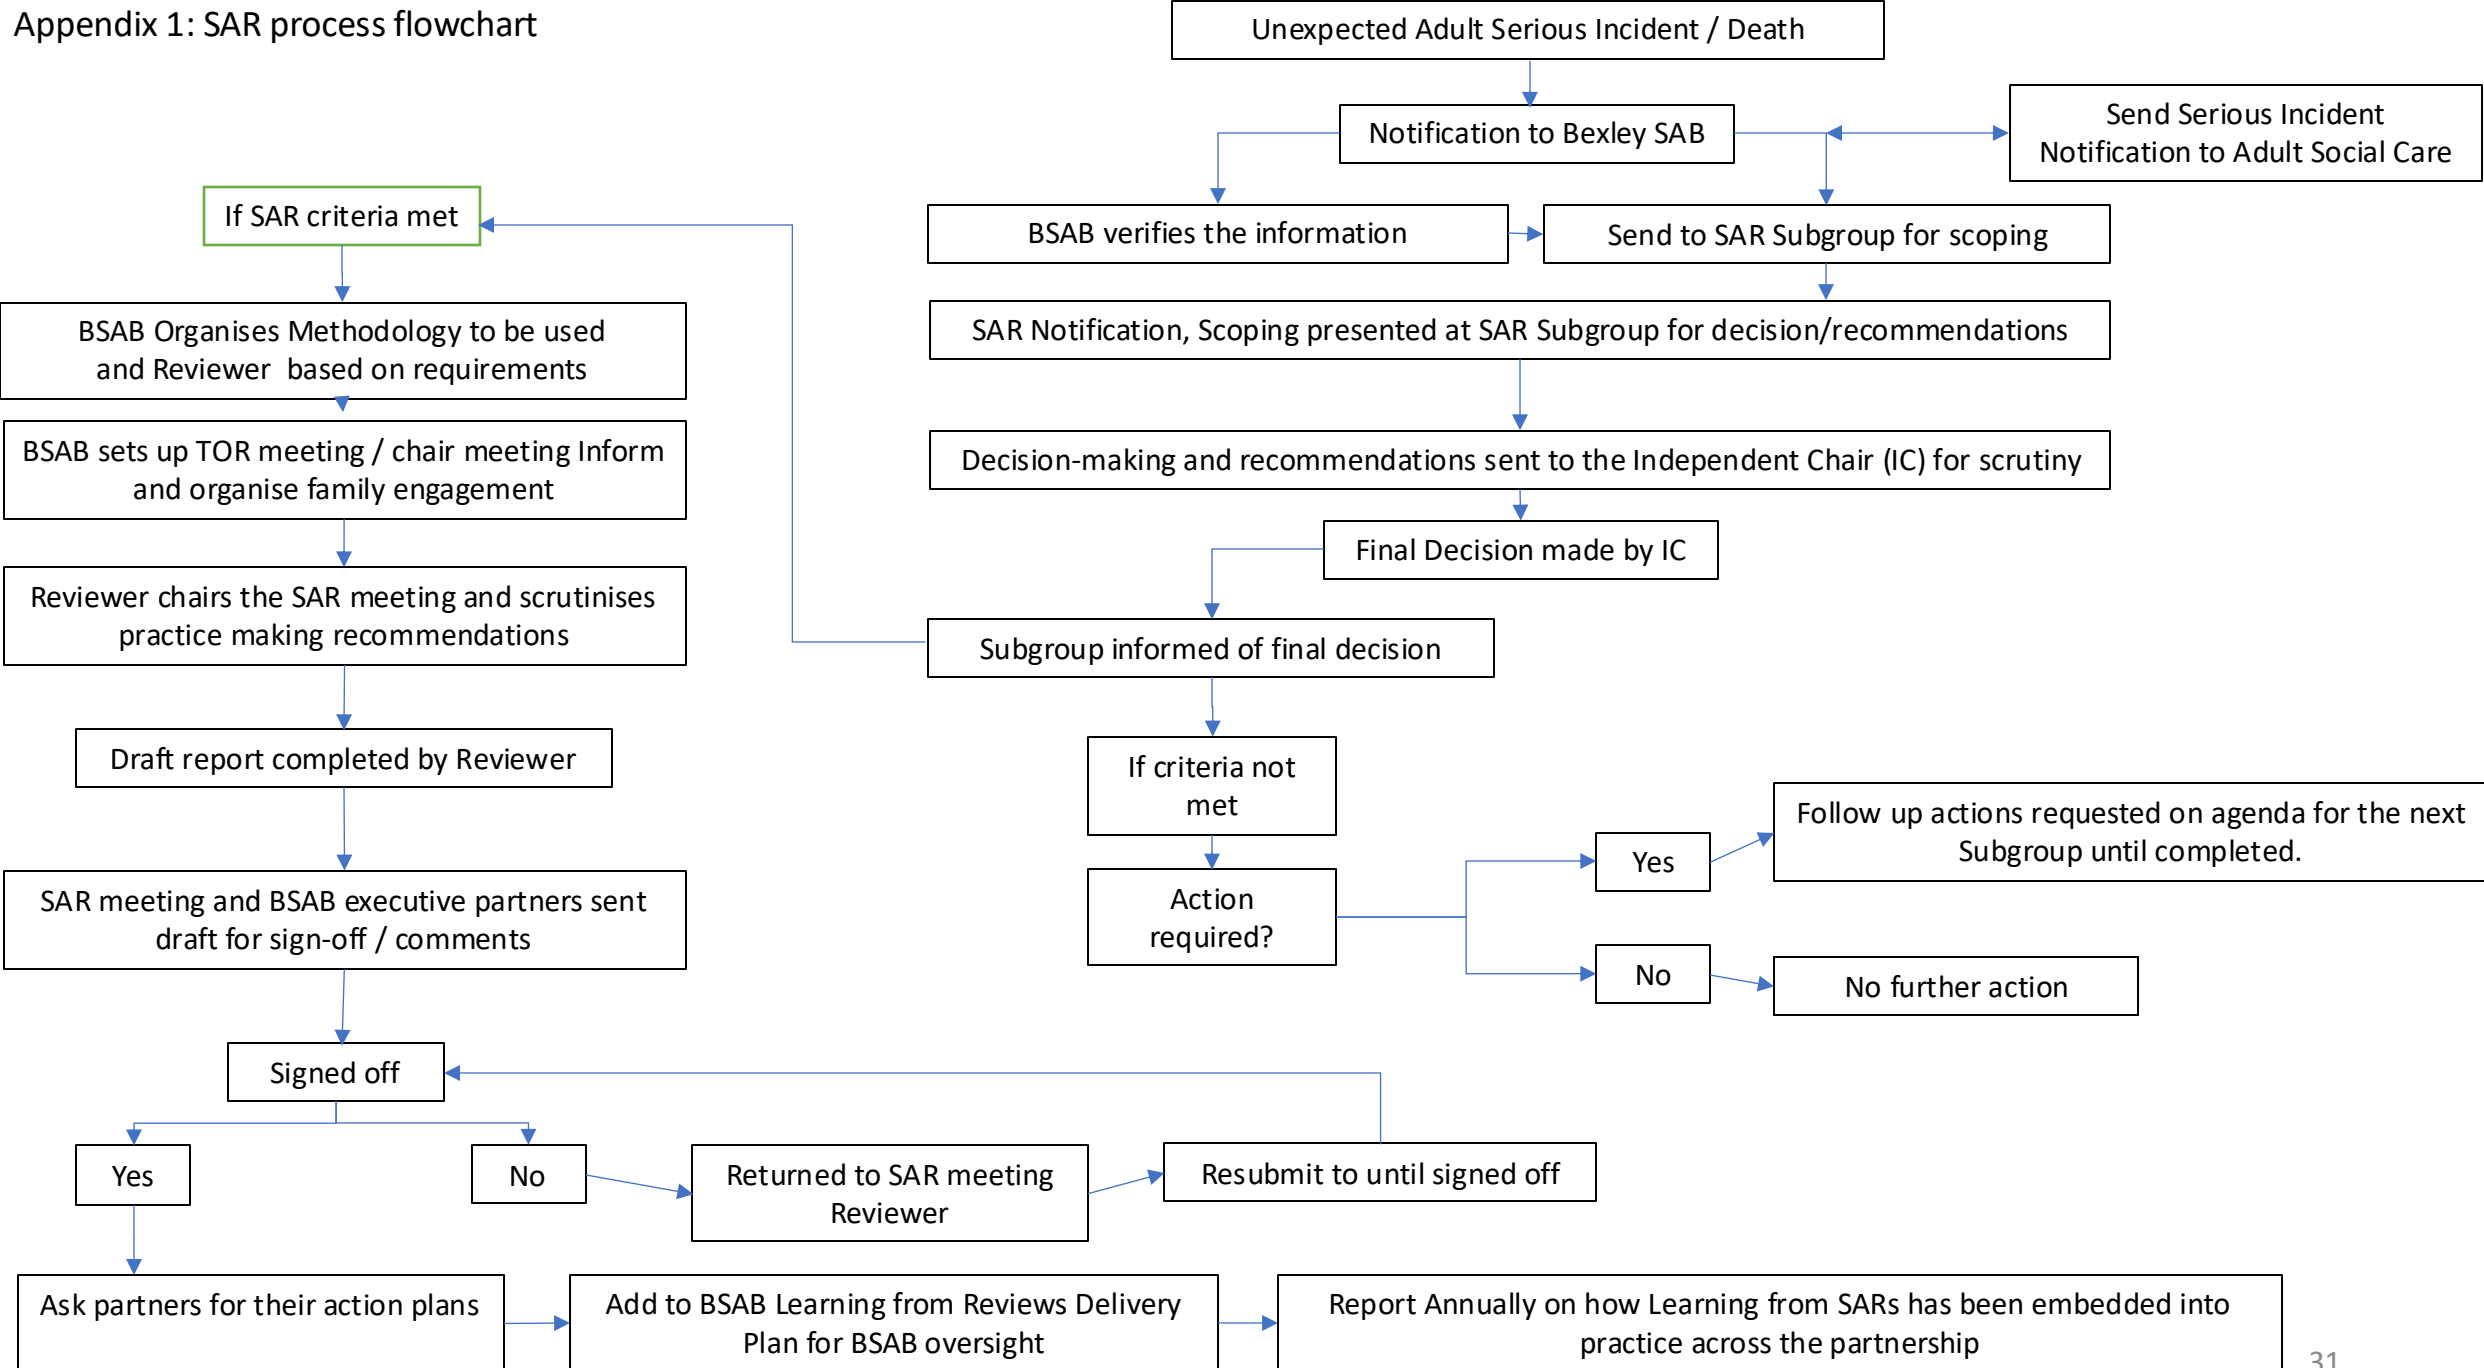 Appendix 1: SAR process flowchart
Unexpected Adult Serious Incident / Death
Notification to Bexley SAB
Send Serious Incident
Notification to Adult Social Care
BSAB verifies the information
Send to SAR Subgroup for scoping
SAR Notification, Scoping presented at SAR Subgroup for decision/recommendations
Decision-making and recommendations sent to the Independent Chair (IC) for scrutiny
Final Decision made by IC
Subgroup informed of final decision
If criteria not
met
Action
required?
Yes
Follow up actions requested on agenda for the next
Subgroup until completed.
No
No further action
If SAR criteria met
BSAB Organises Methodology to be used
and Reviewer  based on requirements
BSAB sets up TOR meeting / chair meeting Inform
and organise family engagement
Reviewer chairs the SAR meeting and scrutinises
practice making recommendations
Draft report completed by Reviewer
SAR meeting and BSAB executive partners sent
draft for sign-off / comments
Signed off
Yes
No
Returned to SAR meeting
Reviewer
Resubmit to until signed off
Ask partners for their action plans
Add to BSAB Learning from Reviews Delivery
Plan for BSAB oversight
Report Annually on how Learning from SARs has been embedded into
practice across the partnership
31